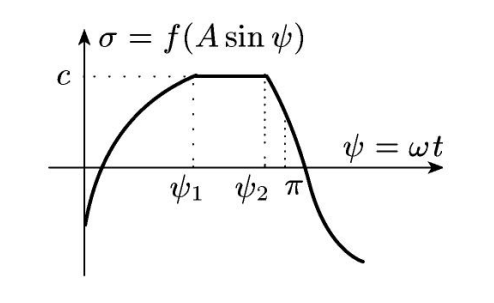 σ = f(A sin ψ)
c
ψ = ωt
ψ₁ ψ₂ π